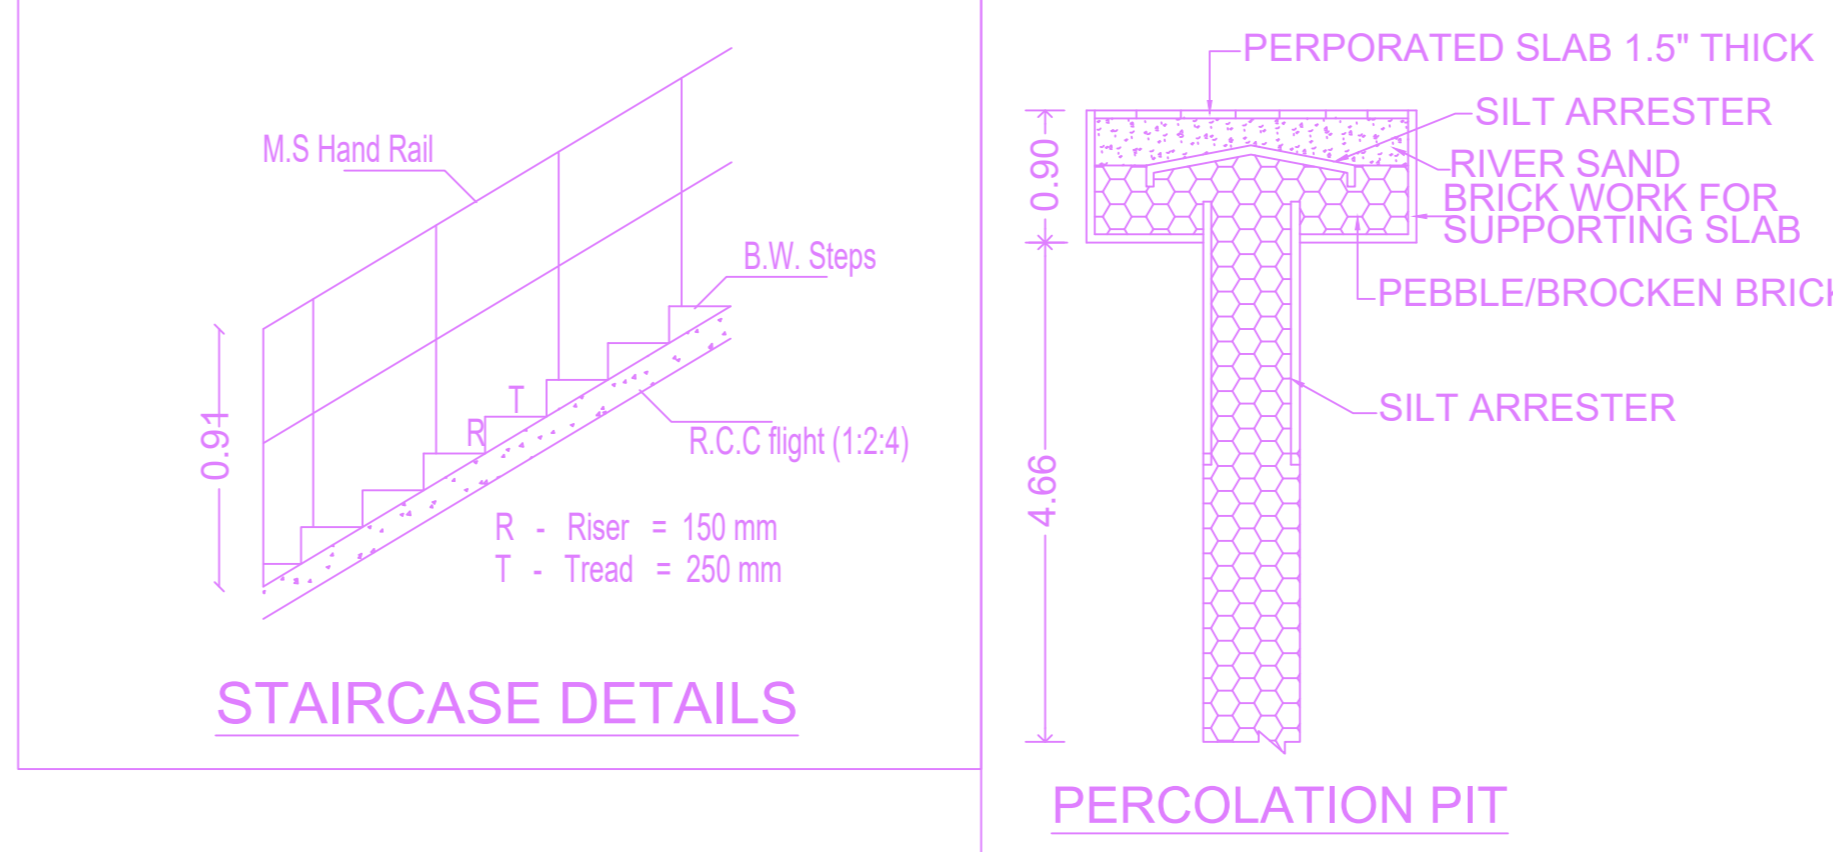 M.S Hand Rail
B.W. Steps
0.91
T
R
R.C.C flight (1:2:4)
R - Riser = 150 mm
T - Tread = 250 mm
STAIRCASE DETAILS
PERPORATED SLAB 1.5" THICK
SILT ARRESTER
RIVER SAND
BRICK WORK FOR
SUPPORTING SLAB
PEBBLE/BROCKEN BRICK
0.90
SILT ARRESTER
4.66
PERCOLATION PIT